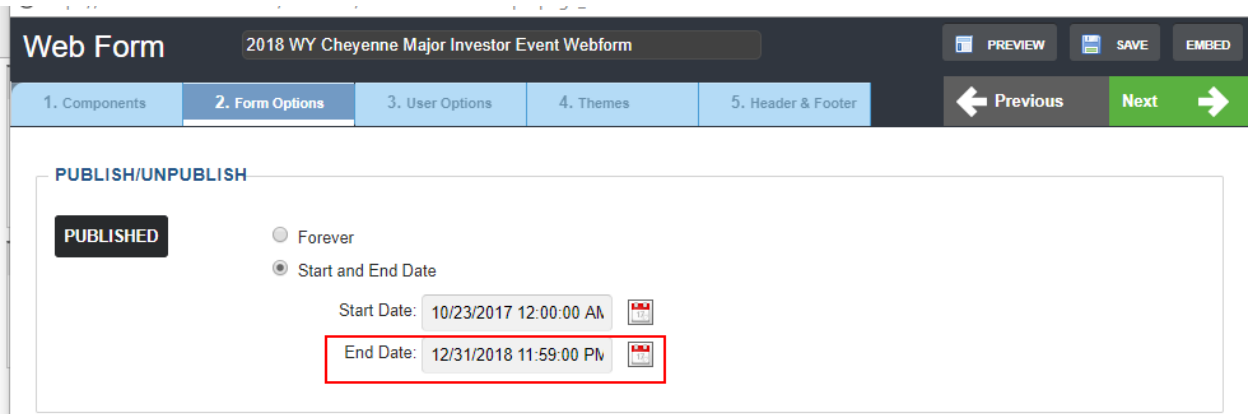 Web Form
2018 WY Cheyenne Major Investor Event Webform
PREVIEW
SAVE
EMBED
1. Components
2. Form Options
3. User Options
4. Themes
5. Header & Footer
Previous
Next
PUBLISH/UNPUBLISH
PUBLISHED
Forever
Start and End Date
Start Date: 10/23/2017 12:00:00 AM
End Date: 12/31/2018 11:59:00 PM